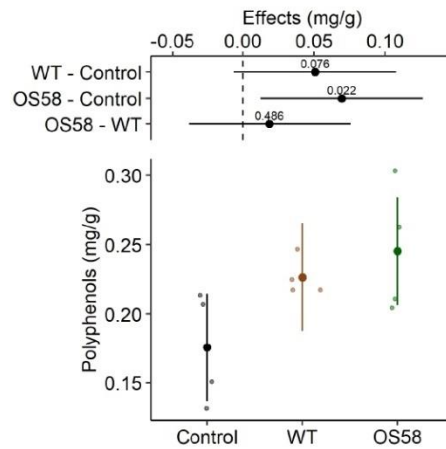 Effects (mg/g)
-0.05 0.00 0.05 0.10
WT - Control 0.076
OS58 - Control 0.022
OS58 - WT 0.486
Polyphenols (mg/g)
0.30
0.25
0.20
0.15
Control WT OS58